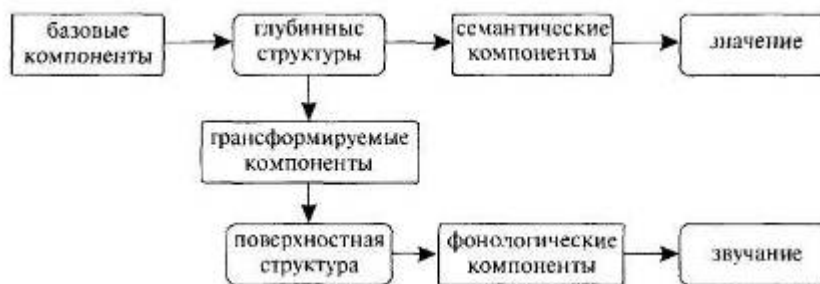 базовые
компоненты
глубинные
структуры
семантические
компоненты
значение
трансформируемые
компоненты
поверхностная
структура
фонологические
компоненты
звучание